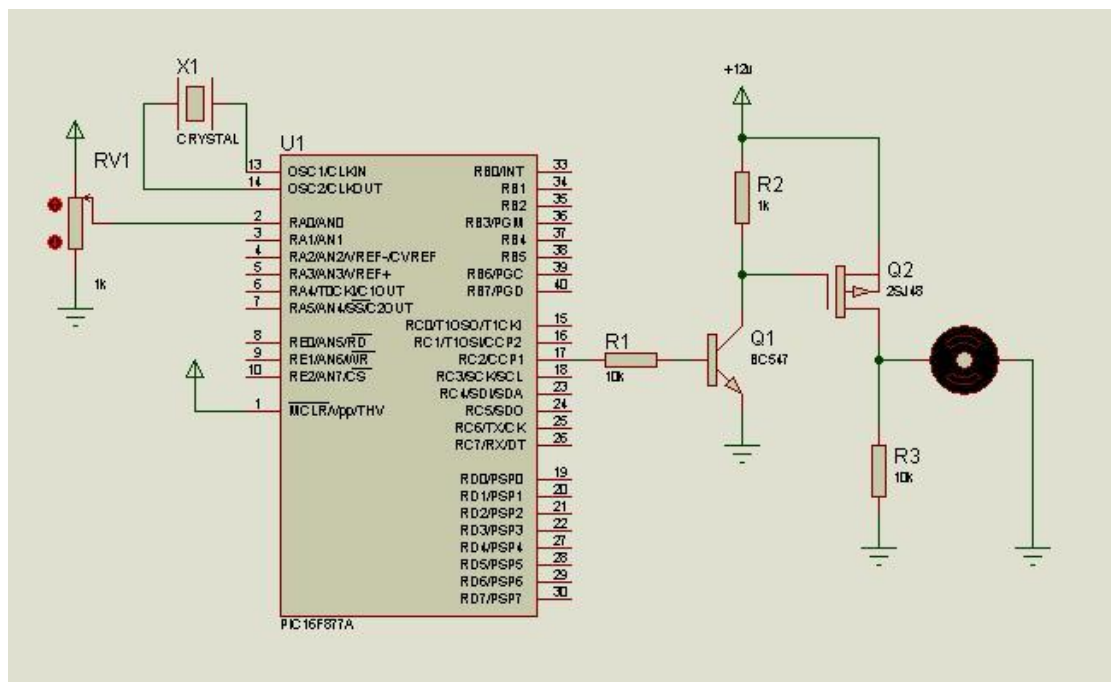 X1
CRYSTAL
RV1
1k
U1
13 OSC1/CLKIN
14 OSC2/CLKOUT
2 RA0/AN0
3 RA1/AN1
4 RA2/AN2/VREF-/CVREF
5 RA3/AN3/VREF+
6 RA4/T0CKI/C1OUT
7 RA5/AN4/SS/C2OUT
8 RE0/AN5/RD
9 RE1/AN6/WR
10 RE2/AN7/CS
1 MCLR/Vpp/THV
RB0/INT 33
RB1 34
RB2 35
RB3/PGM 36
RB4 37
RB5 38
RB6/PGC 39
RB7/PGD 40
RC0/T1OSO/T1CKI 15
RC1/T1OSI/CCP2 16
RC2/CCP1 17
RC3/SCK/SCL 18
RC4/SDI/SDA 23
RC5/SDO 24
RC6/TX/CK 25
RC7/RX/DT 26
RD0/PSP0 19
RD1/PSP1 20
RD2/PSP2 21
RD3/PSP3 22
RD4/PSP4 27
RD5/PSP5 28
RD6/PSP6 29
RD7/PSP7 30
PIC16F877A
R1
10k
+12v
R2
1k
Q1
BC547
Q2
2SJ48
R3
10k